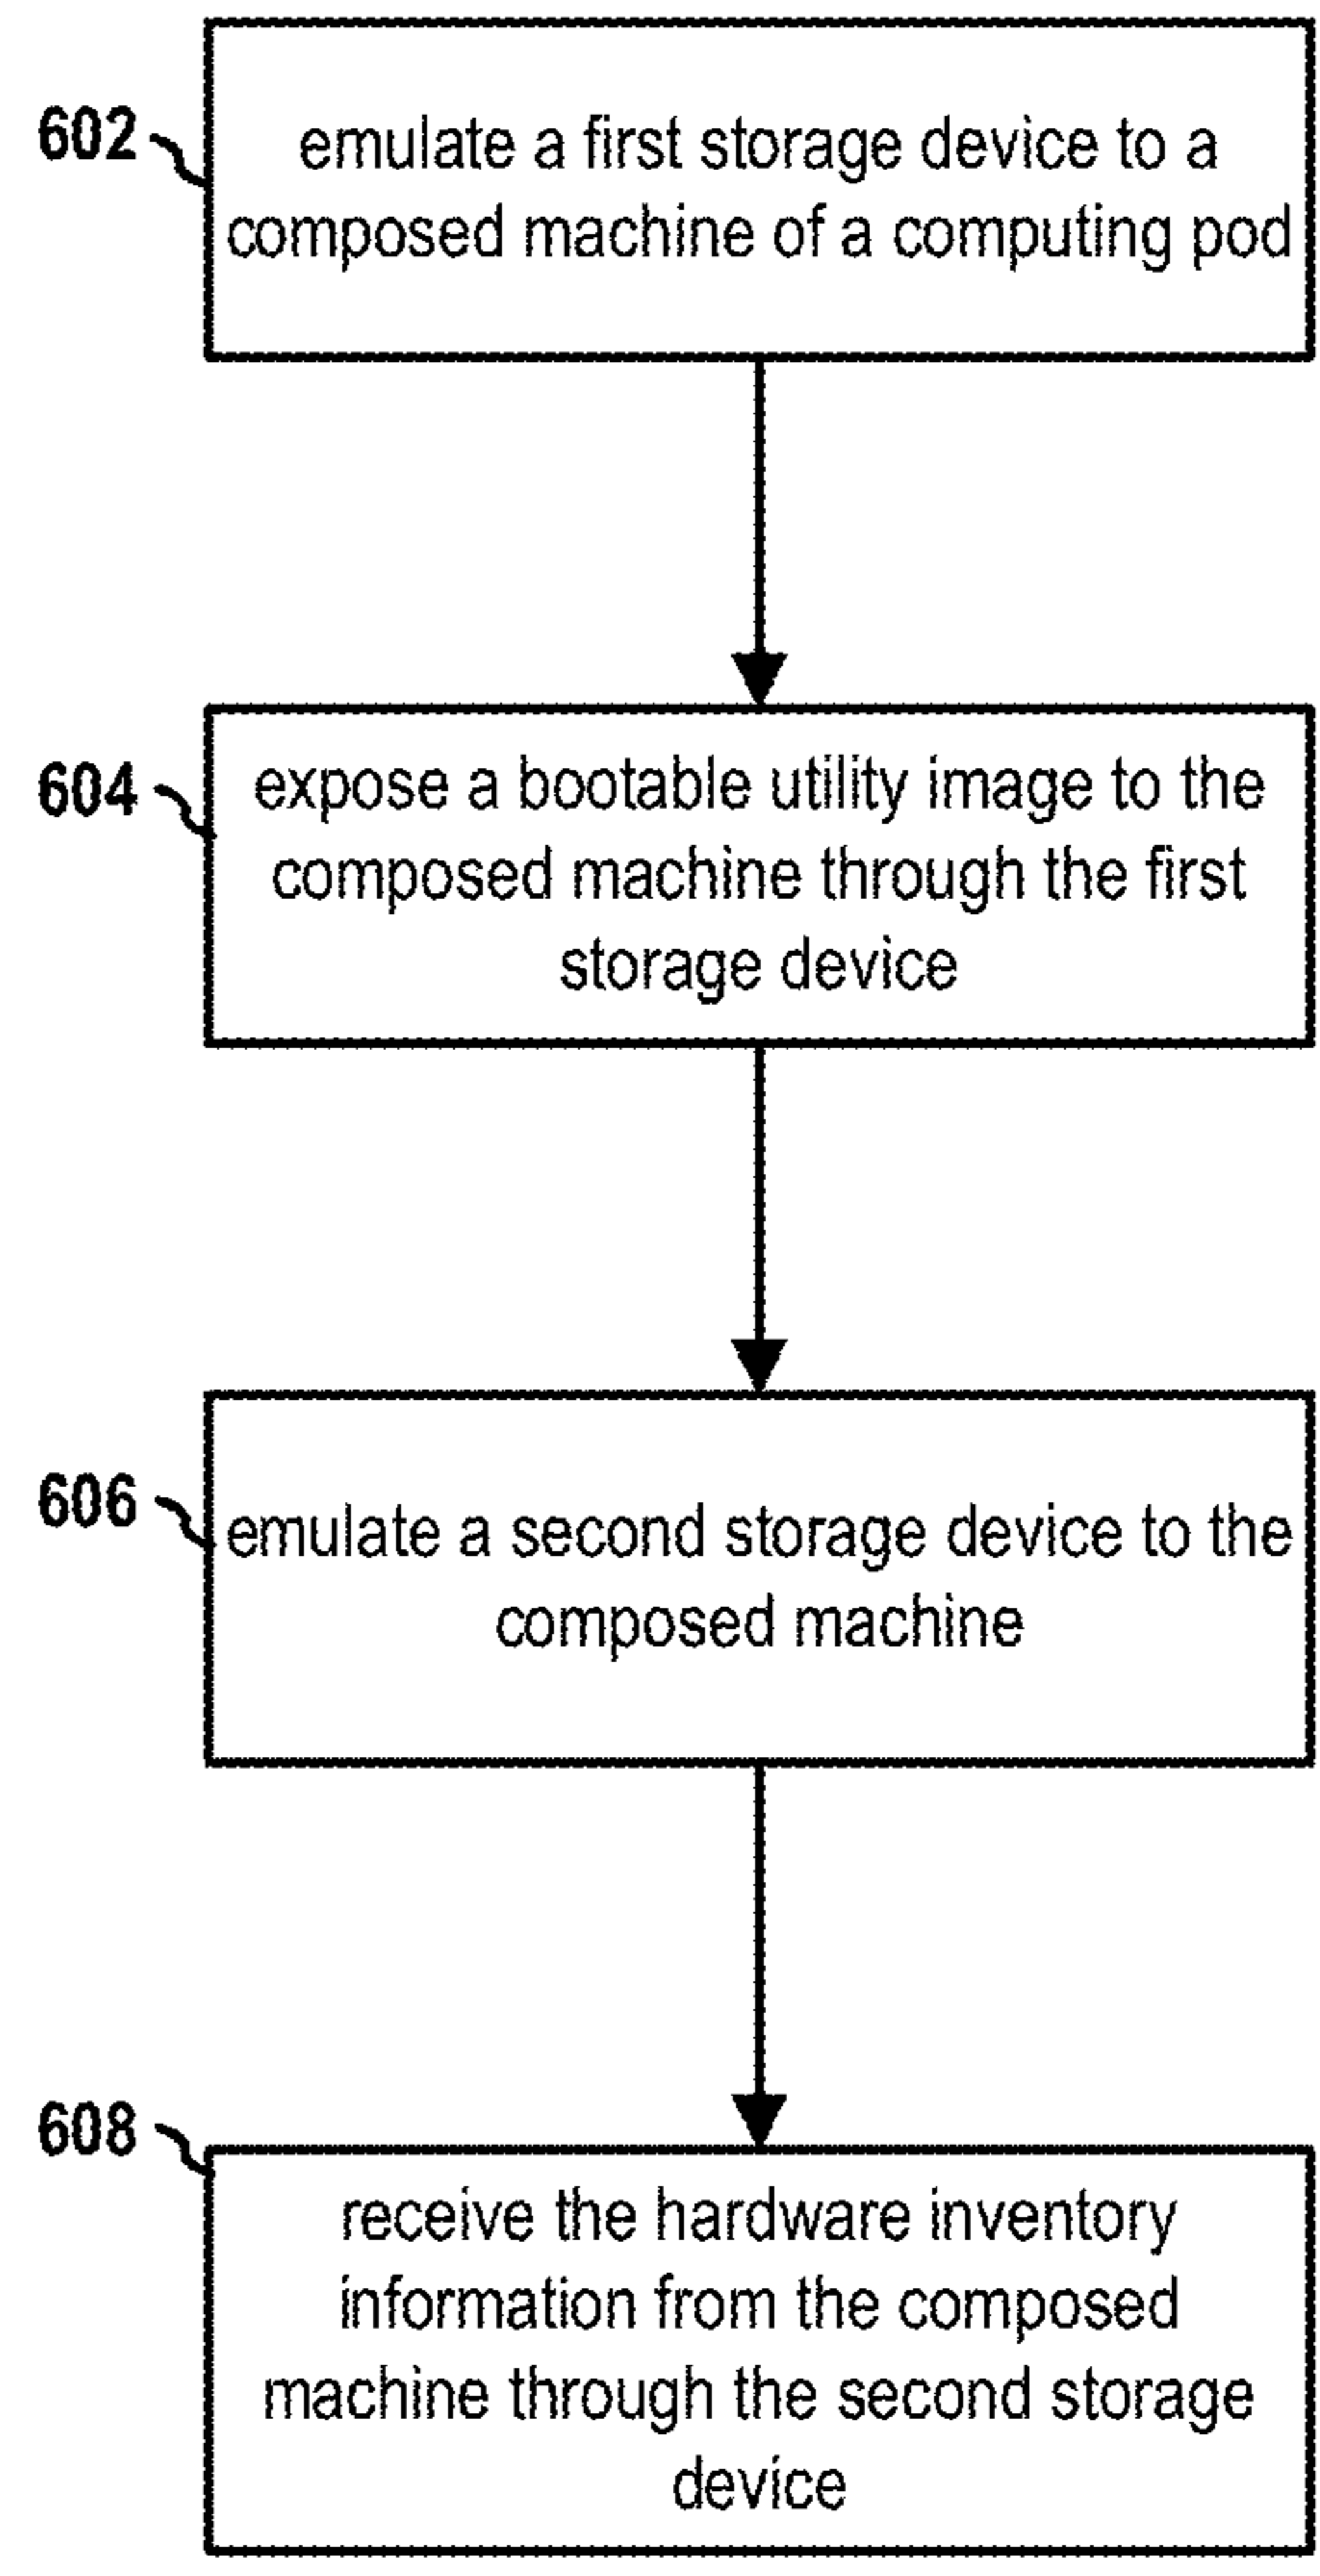 602
emulate a first storage device to a
composed machine of a computing pod
604
expose a bootable utility image to the
composed machine through the first
storage device
606
emulate a second storage device to the
composed machine
608
receive the hardware inventory
information from the composed
machine through the second storage
device